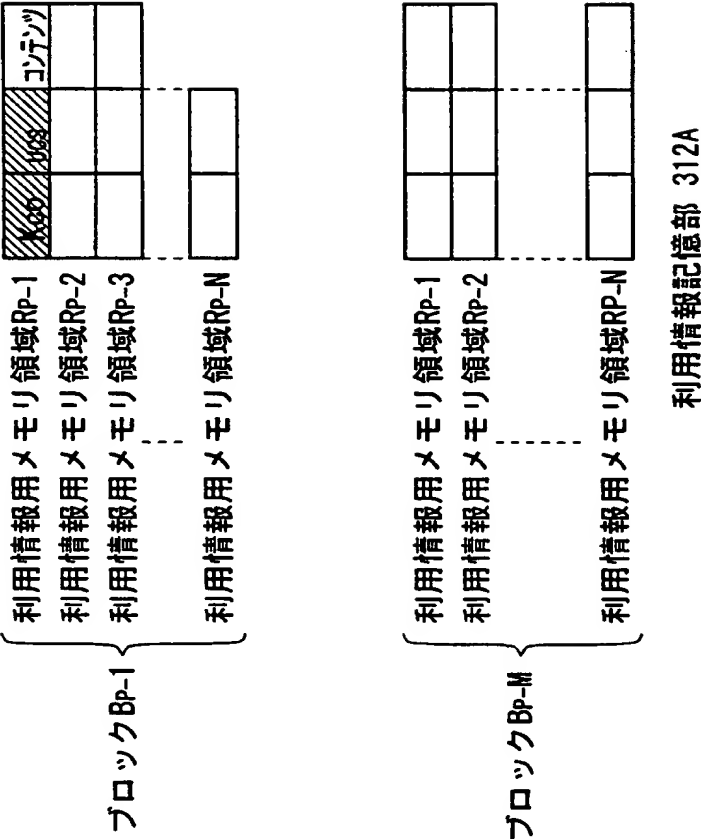 ブロックBP-1
利用情報用メモリ領域RP-1
UCS
コンテンツ
利用情報用メモリ領域RP-2
利用情報用メモリ領域RP-3
利用情報用メモリ領域RP-N
ブロックBP-M
利用情報用メモリ領域RP-1
利用情報用メモリ領域RP-2
利用情報用メモリ領域RP-N
利用情報記憶部 312A